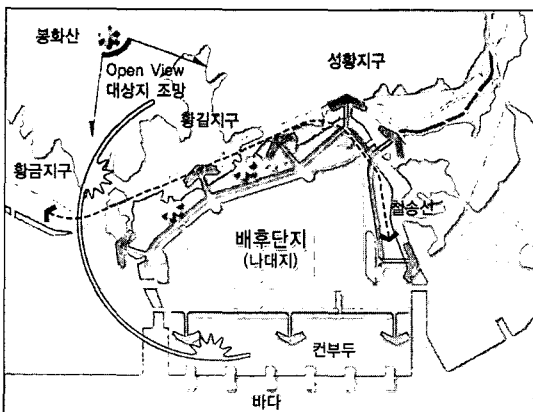 봉화산
Open View
대상지 조망
성황지구
황길지구
황금지구
철송선
배후단지
(나대지)
컨부두
바다